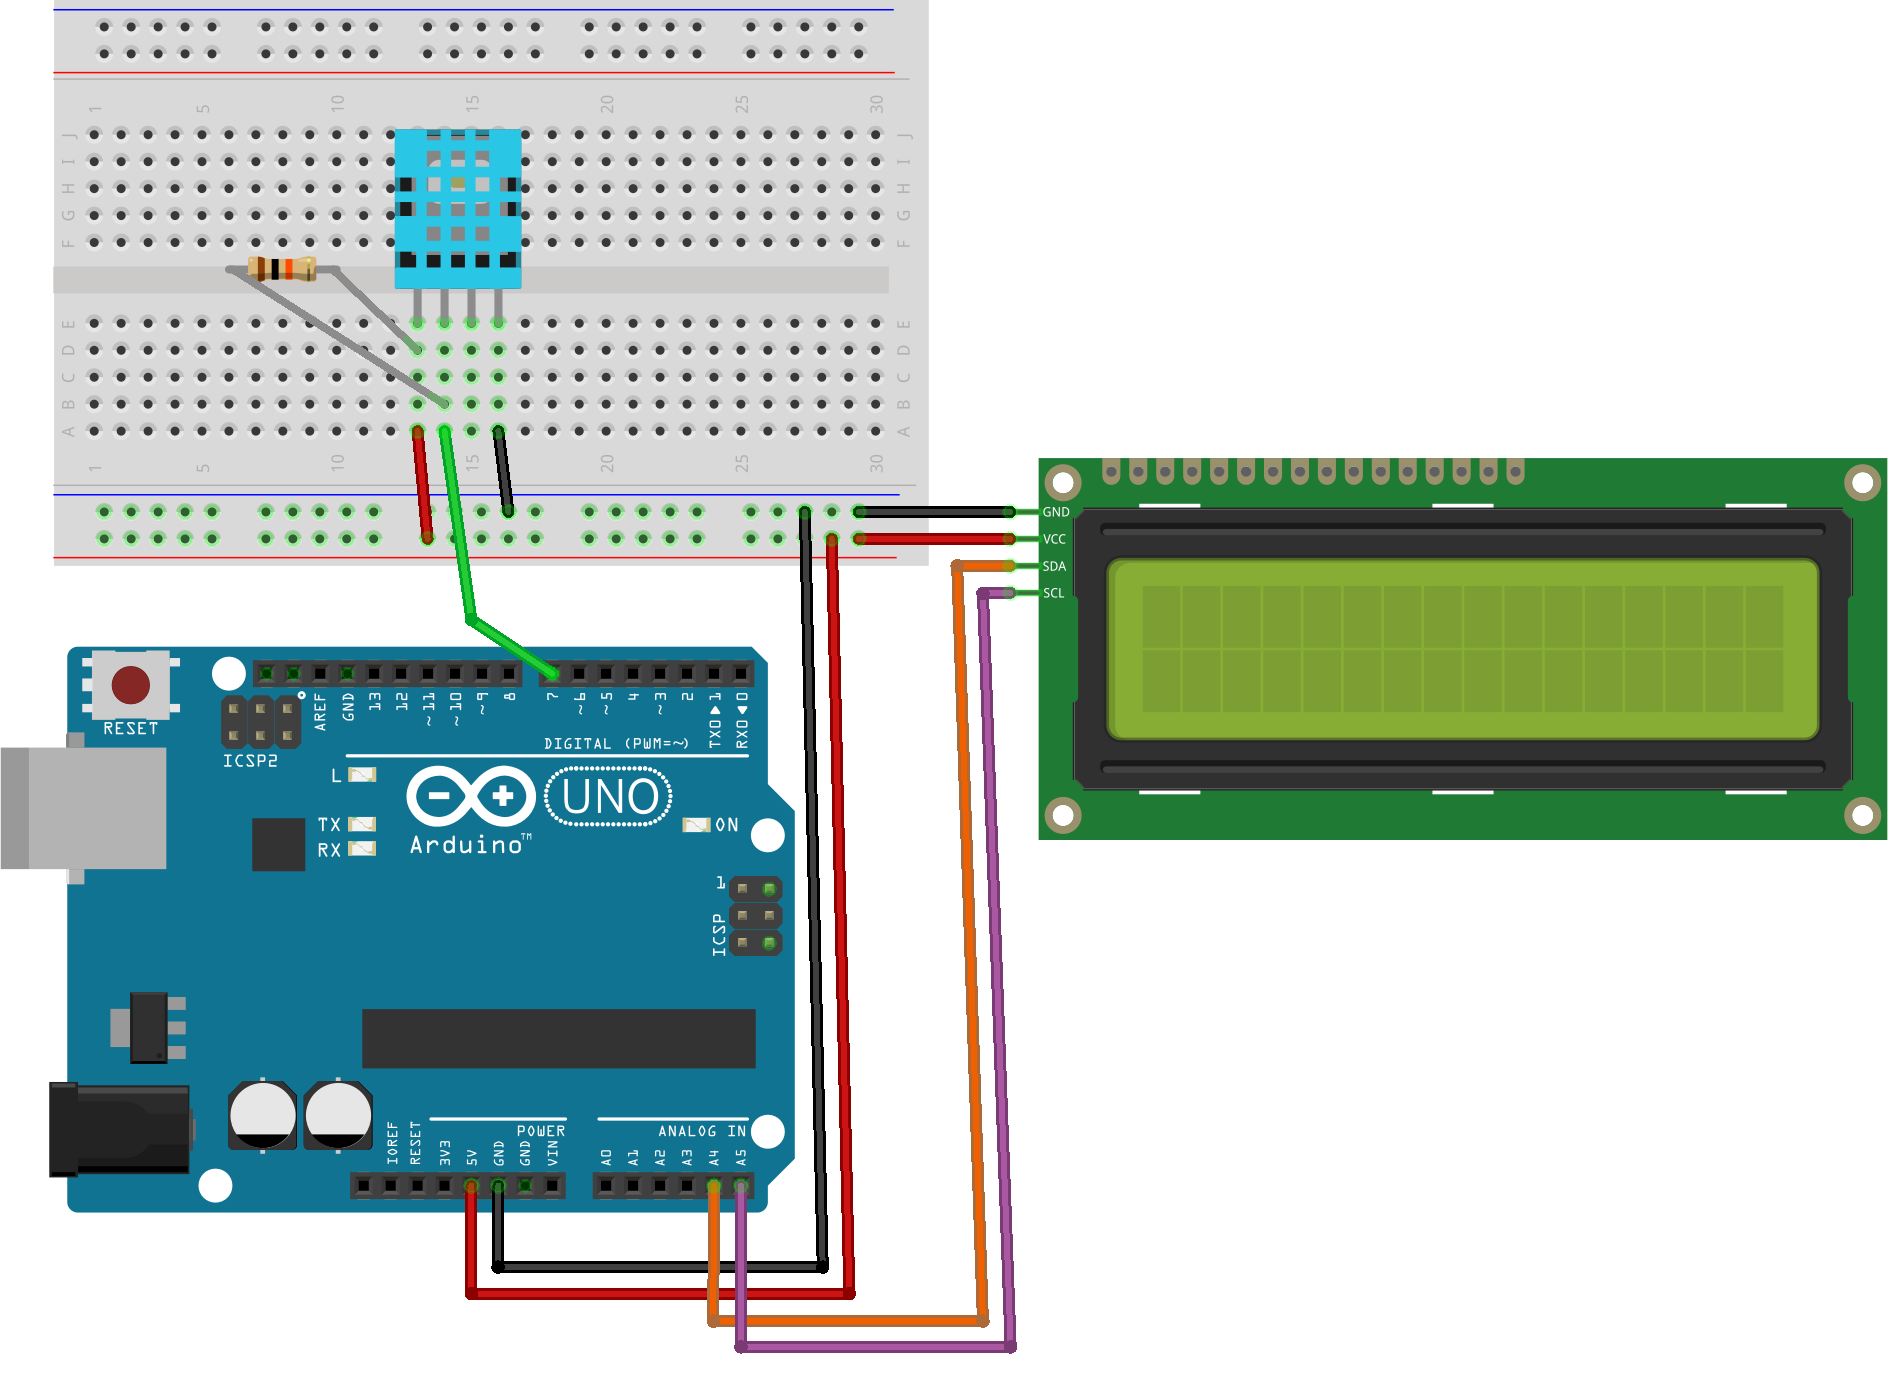 1 5 10 15 20 25 30
J J
I I
H H
G G
F F
E E
D D
C C
B B
A A
1 5 10 15 20 25 30
GND
VCC
SDA
SCL
RESET
ICSP2
AREF
GND
13
12
~11
~10
~9
8
7
~6
~5
4
~3
2
TX0▶1
RX0◀0
DIGITAL (PWM=~)
L
TX
RX
UNO
Arduino™
ON
1
ICSP
POWER
ANALOG IN
IOREF
RESET
3V3
5V
GND
GND
VIN
A0
A1
A2
A3
A4
A5